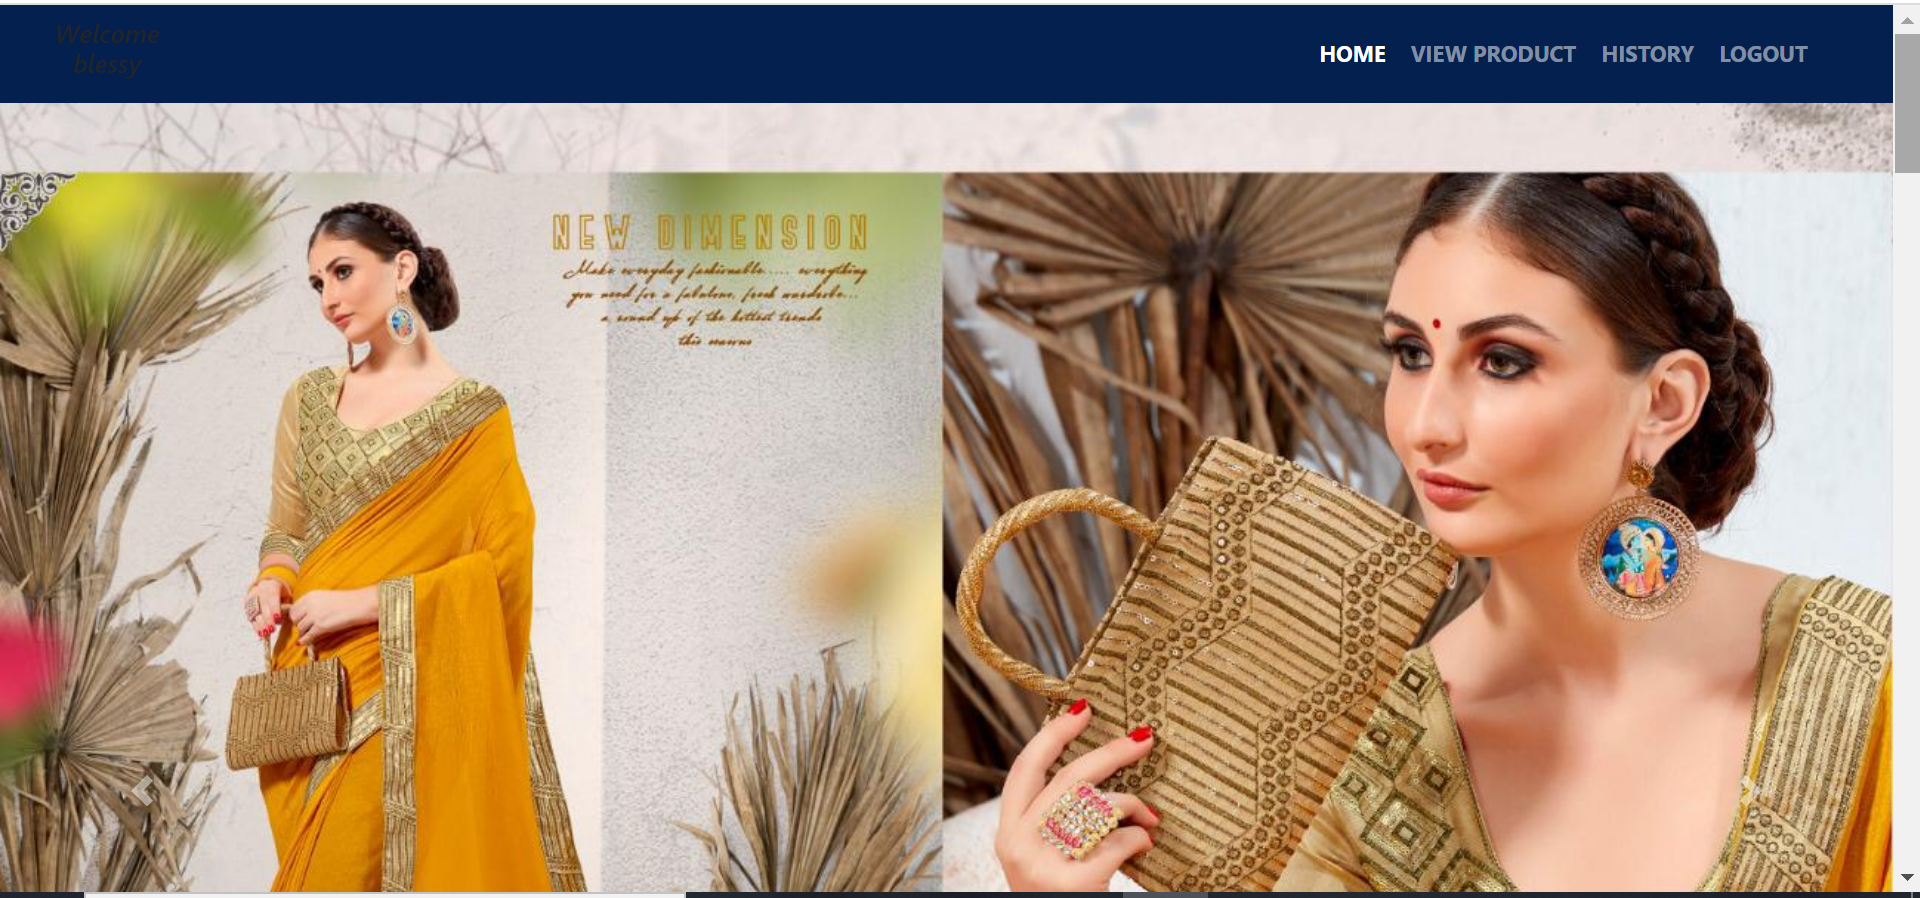 Welcome
blessy
HOME VIEW PRODUCT HISTORY LOGOUT
NEW DIMENSION
Make everyday fashionable..... everything
you need for a fabulous, fresh wardrobe...
a round up of the hottest trends
this